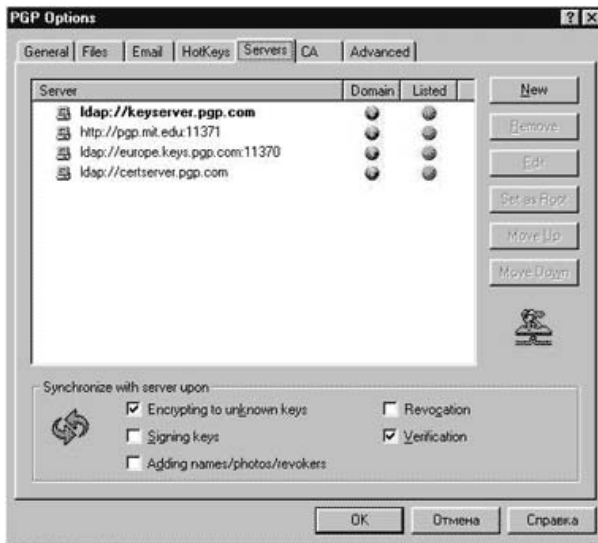 PGP Options
General Files Email HotKeys Servers CA Advanced
Server Domain Listed
ldap://keyserver.pgp.com
http://pgp.mit.edu:11371
ldap://europe.keys.pgp.com:11370
ldap://certserver.pgp.com
New
Remove
Edit
Set as Root
Move Up
Move Down
Synchronize with server upon
Encrypting to unknown keys
Revocation
Signing keys
Verification
Adding names/photos/revokers
OK Отмена Справка